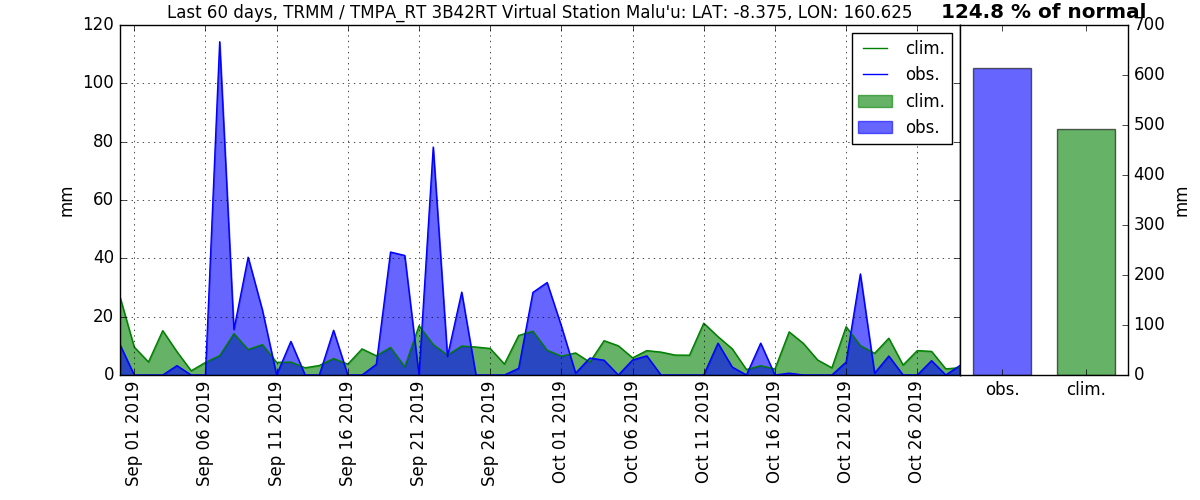 Last 60 days, TRMM / TMPA_RT 3B42RT Virtual Station Malu'u: LAT: -8.375, LON: 160.625
124.8 % of normal
120
100
80
60
40
20
0
mm
clim.
obs.
clim.
obs.
700
600
500
400
300
200
100
0
mm
Sep 01 2019
Sep 06 2019
Sep 11 2019
Sep 16 2019
Sep 21 2019
Sep 26 2019
Oct 01 2019
Oct 06 2019
Oct 11 2019
Oct 16 2019
Oct 21 2019
Oct 26 2019
obs.
clim.